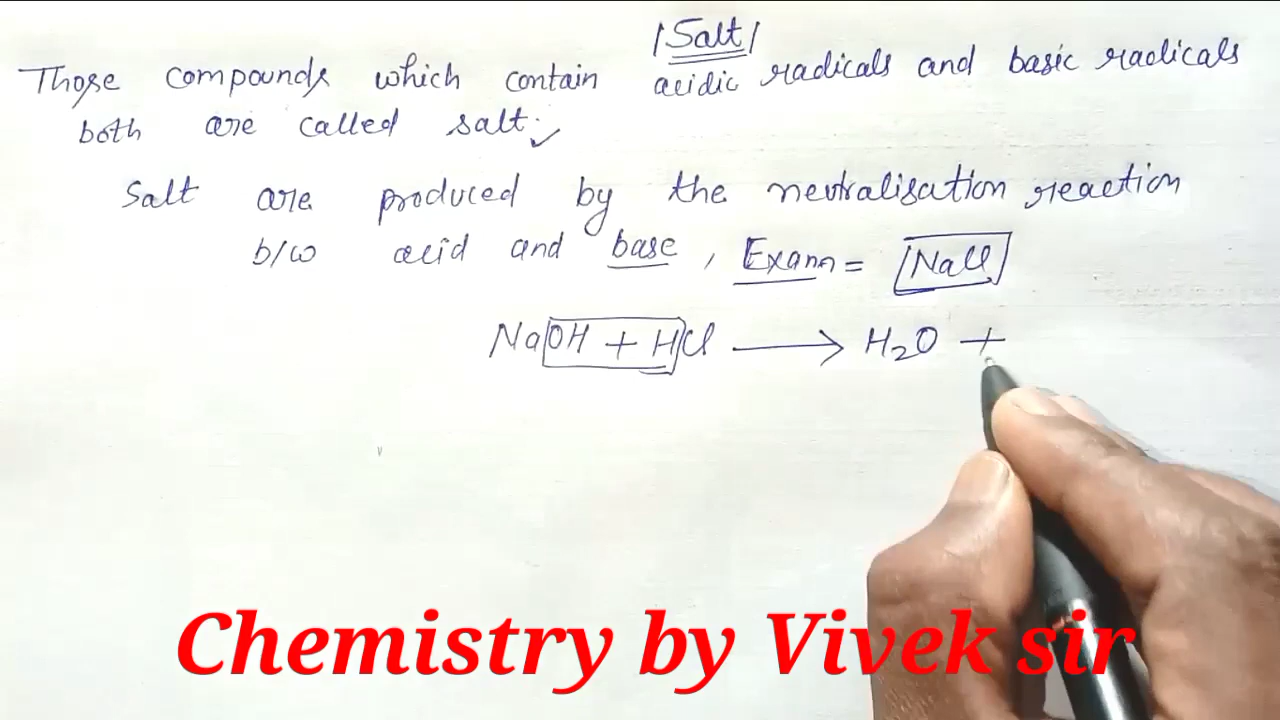 Salt
Those compounds which contain acidic radicals and basic radicals
both are called salt.
Salt are produced by the neutralisation reaction
b/w acid and base, Exam = NaCl
NaOH + HCl → H₂O +
Chemistry by Vivek sir